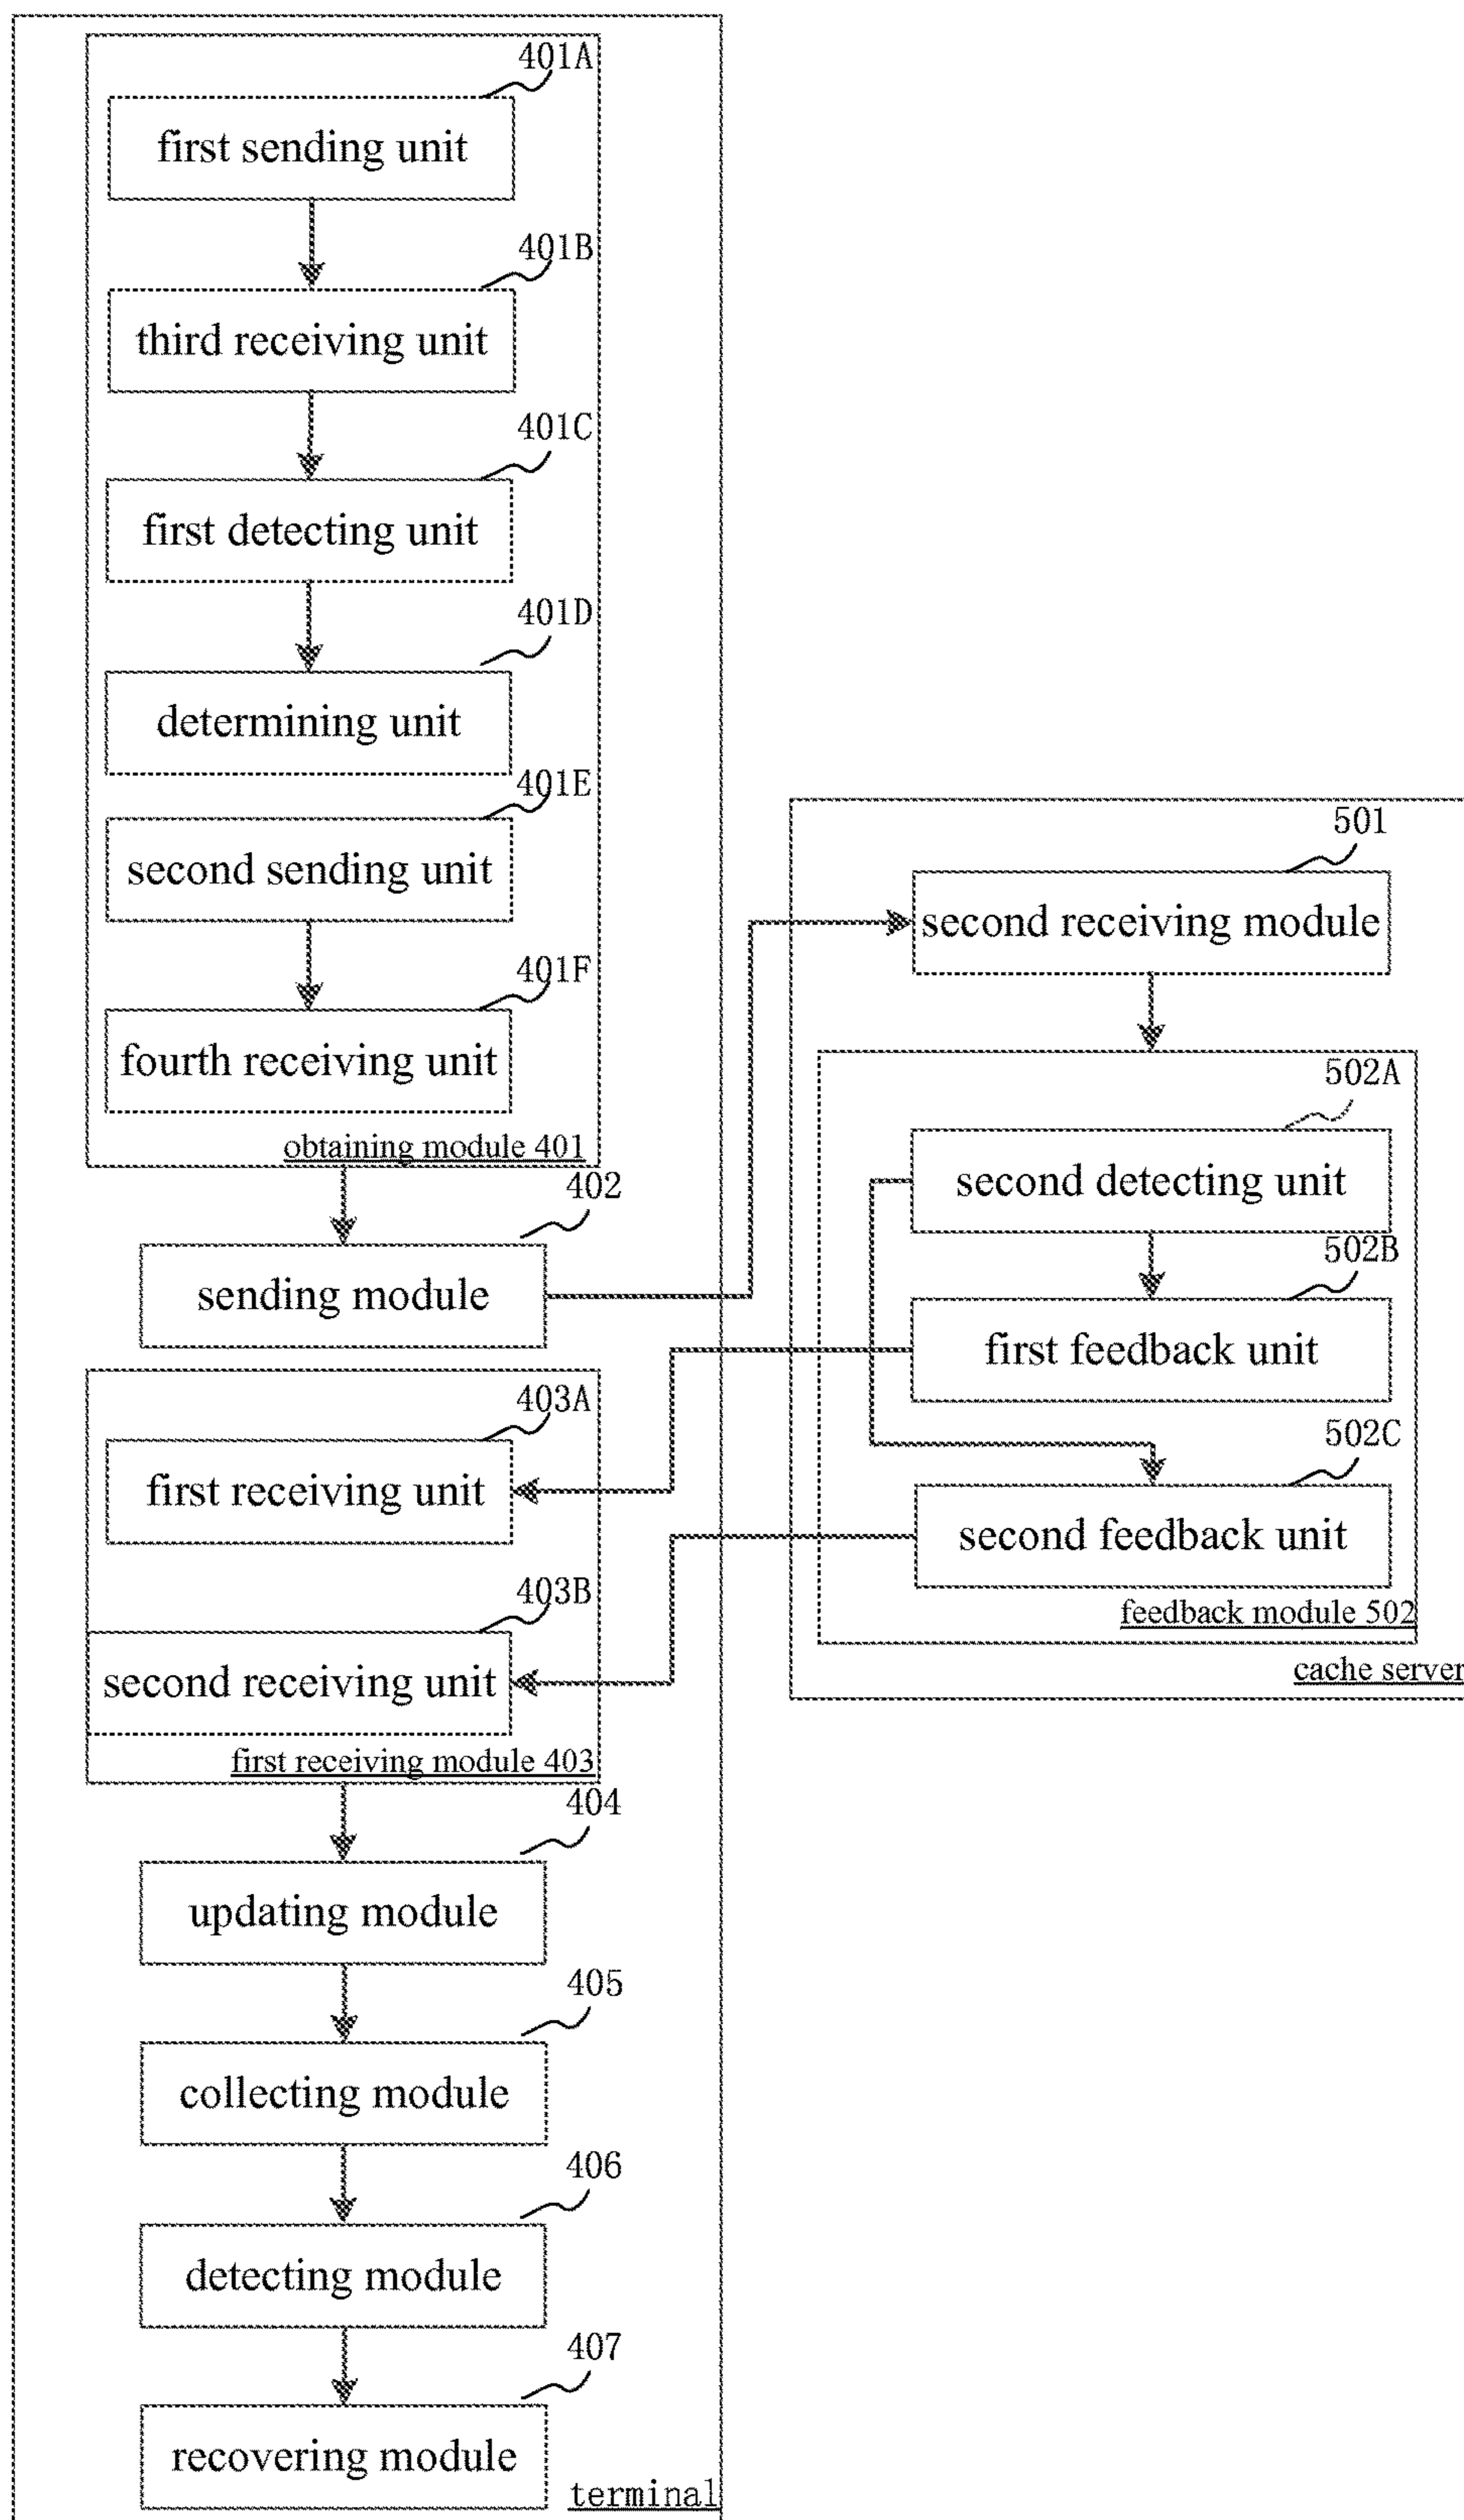 401A
first sending unit
401B
third receiving unit
401C
first detecting unit
401D
determining unit
401E
second sending unit
401F
fourth receiving unit
obtaining module 401
402
sending module
403A
first receiving unit
403B
second receiving unit
first receiving module 403
404
updating module
405
collecting module
406
detecting module
407
recovering module
terminal
501
second receiving module
502A
second detecting unit
502B
first feedback unit
502C
second feedback unit
feedback module 502
cache server